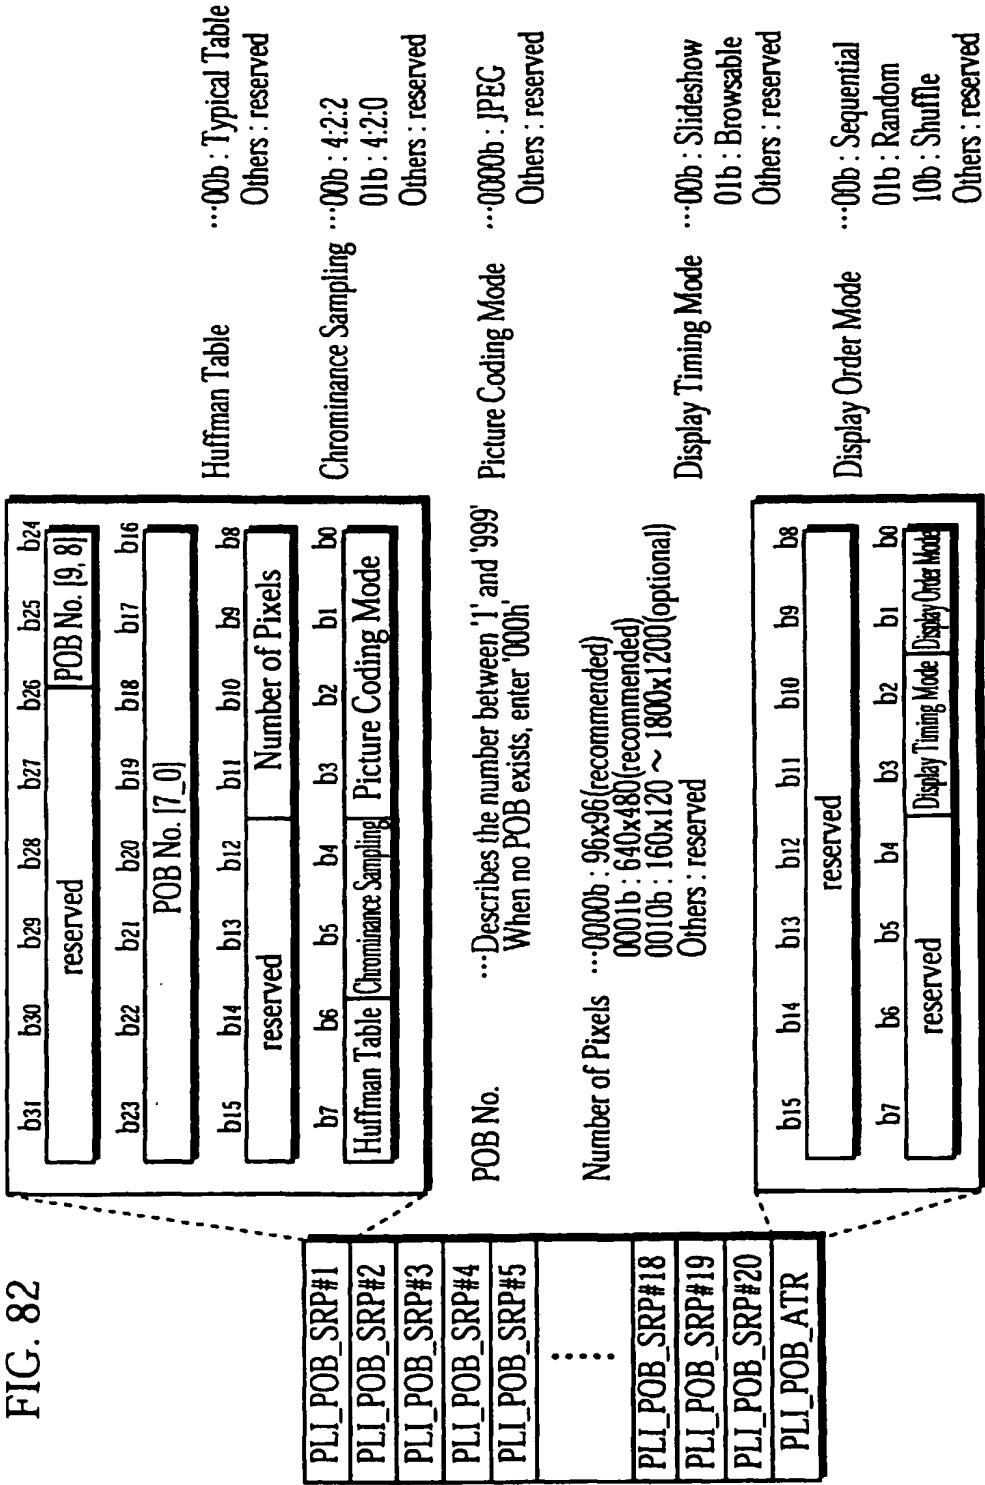 FIG. 82
PLI_POB_SRP#1
PLI_POB_SRP#2
PLI_POB_SRP#3
PLI_POB_SRP#4
PLI_POB_SRP#5
......
PLI_POB_SRP#18
PLI_POB_SRP#19
PLI_POB_SRP#20
PLI_POB_ATR
b31 b30 b29 b28 b27 b26 b25 b24
reserved POB No. [9, 8]
b23 b22 b21 b20 b19 b18 b17 b16
POB No. [7_0]
b15 b14 b13 b12 b11 b10 b9 b8
reserved Number of Pixels
b7 b6 b5 b4 b3 b2 b1 b0
Huffman Table Chrominance Sampling Picture Coding Mode
POB No. …Describes the number between '1' and '999'
When no POB exists, enter '000h'
Number of Pixels …0000b : 96x96(recommended)
0001b : 640x480(recommended)
0010b : 160x120 ~ 1800x1200(optional)
Others : reserved
b15 b14 b13 b12 b11 b10 b9 b8
reserved
b7 b6 b5 b4 b3 b2 b1 b0
reserved Display Timing Mode Display Order Mode
Huffman Table …00b : Typical Table
Others : reserved
Chrominance Sampling …00b : 4:2:2
01b : 4:2:0
Others : reserved
Picture Coding Mode …0000b : JPEG
Others : reserved
Display Timing Mode …00b : Slideshow
01b : Browsable
Others : reserved
Display Order Mode …00b : Sequential
01b : Random
10b : Shuffle
Others : reserved